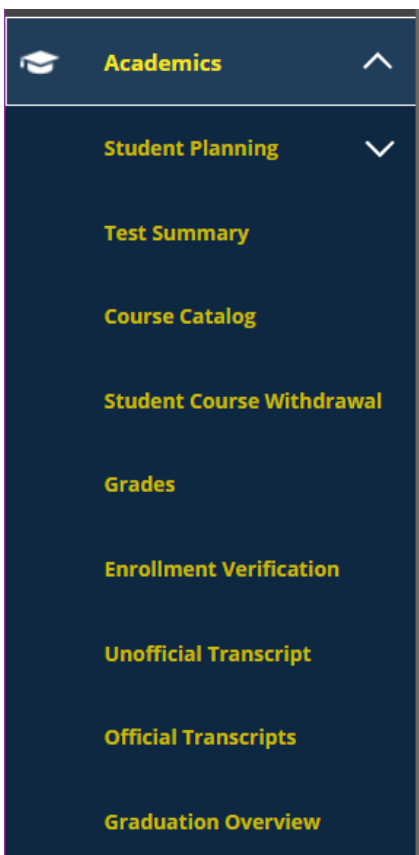 Academics
Student Planning
Test Summary
Course Catalog
Student Course Withdrawal
Grades
Enrollment Verification
Unofficial Transcript
Official Transcripts
Graduation Overview